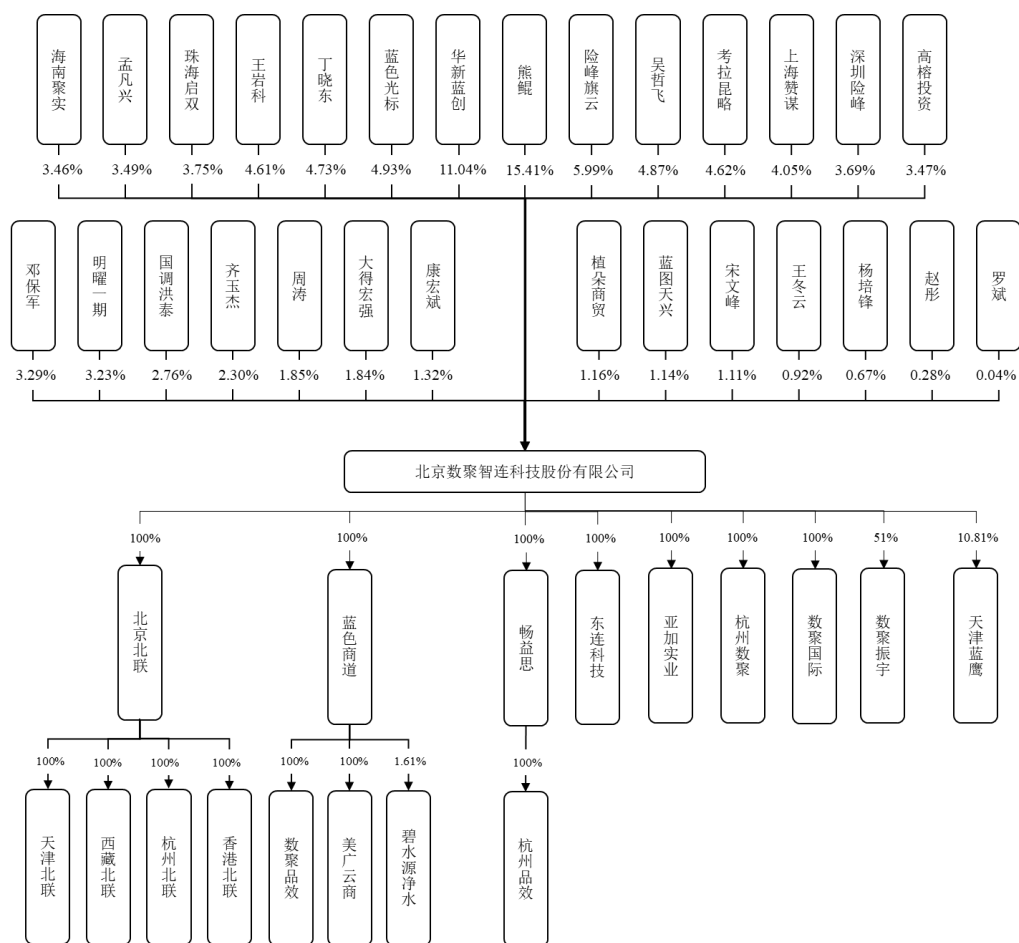 海南聚实
孟凡兴
珠海启双
王岩科
丁晓东
蓝色光标
华新蓝创
熊鲲
险峰旗云
吴哲飞
考拉昆略
上海赞谋
深圳险峰
高榕投资
3.46%
3.49%
3.75%
4.61%
4.73%
4.93%
11.04%
15.41%
5.99%
4.87%
4.62%
4.05%
3.69%
3.47%
邓保军
明曜一期
国调洪泰
齐玉杰
周涛
大得宏强
康宏斌
植朵商贸
蓝图天兴
宋文峰
王冬云
杨培锋
赵彤
罗斌
3.29%
3.23%
2.76%
2.30%
1.85%
1.84%
1.32%
1.16%
1.14%
1.11%
0.92%
0.67%
0.28%
0.04%
北京数聚智连科技股份有限公司
100%
100%
100%
100%
100%
100%
100%
51%
10.81%
北京北联
蓝色商道
畅益思
东连科技
亚加实业
杭州数聚
数聚国际
数聚振宇
天津蓝鹰
100%
100%
100%
100%
100%
100%
1.61%
100%
天津北联
西藏北联
杭州北联
香港北联
数聚品效
美广云商
碧水源净水
杭州品效